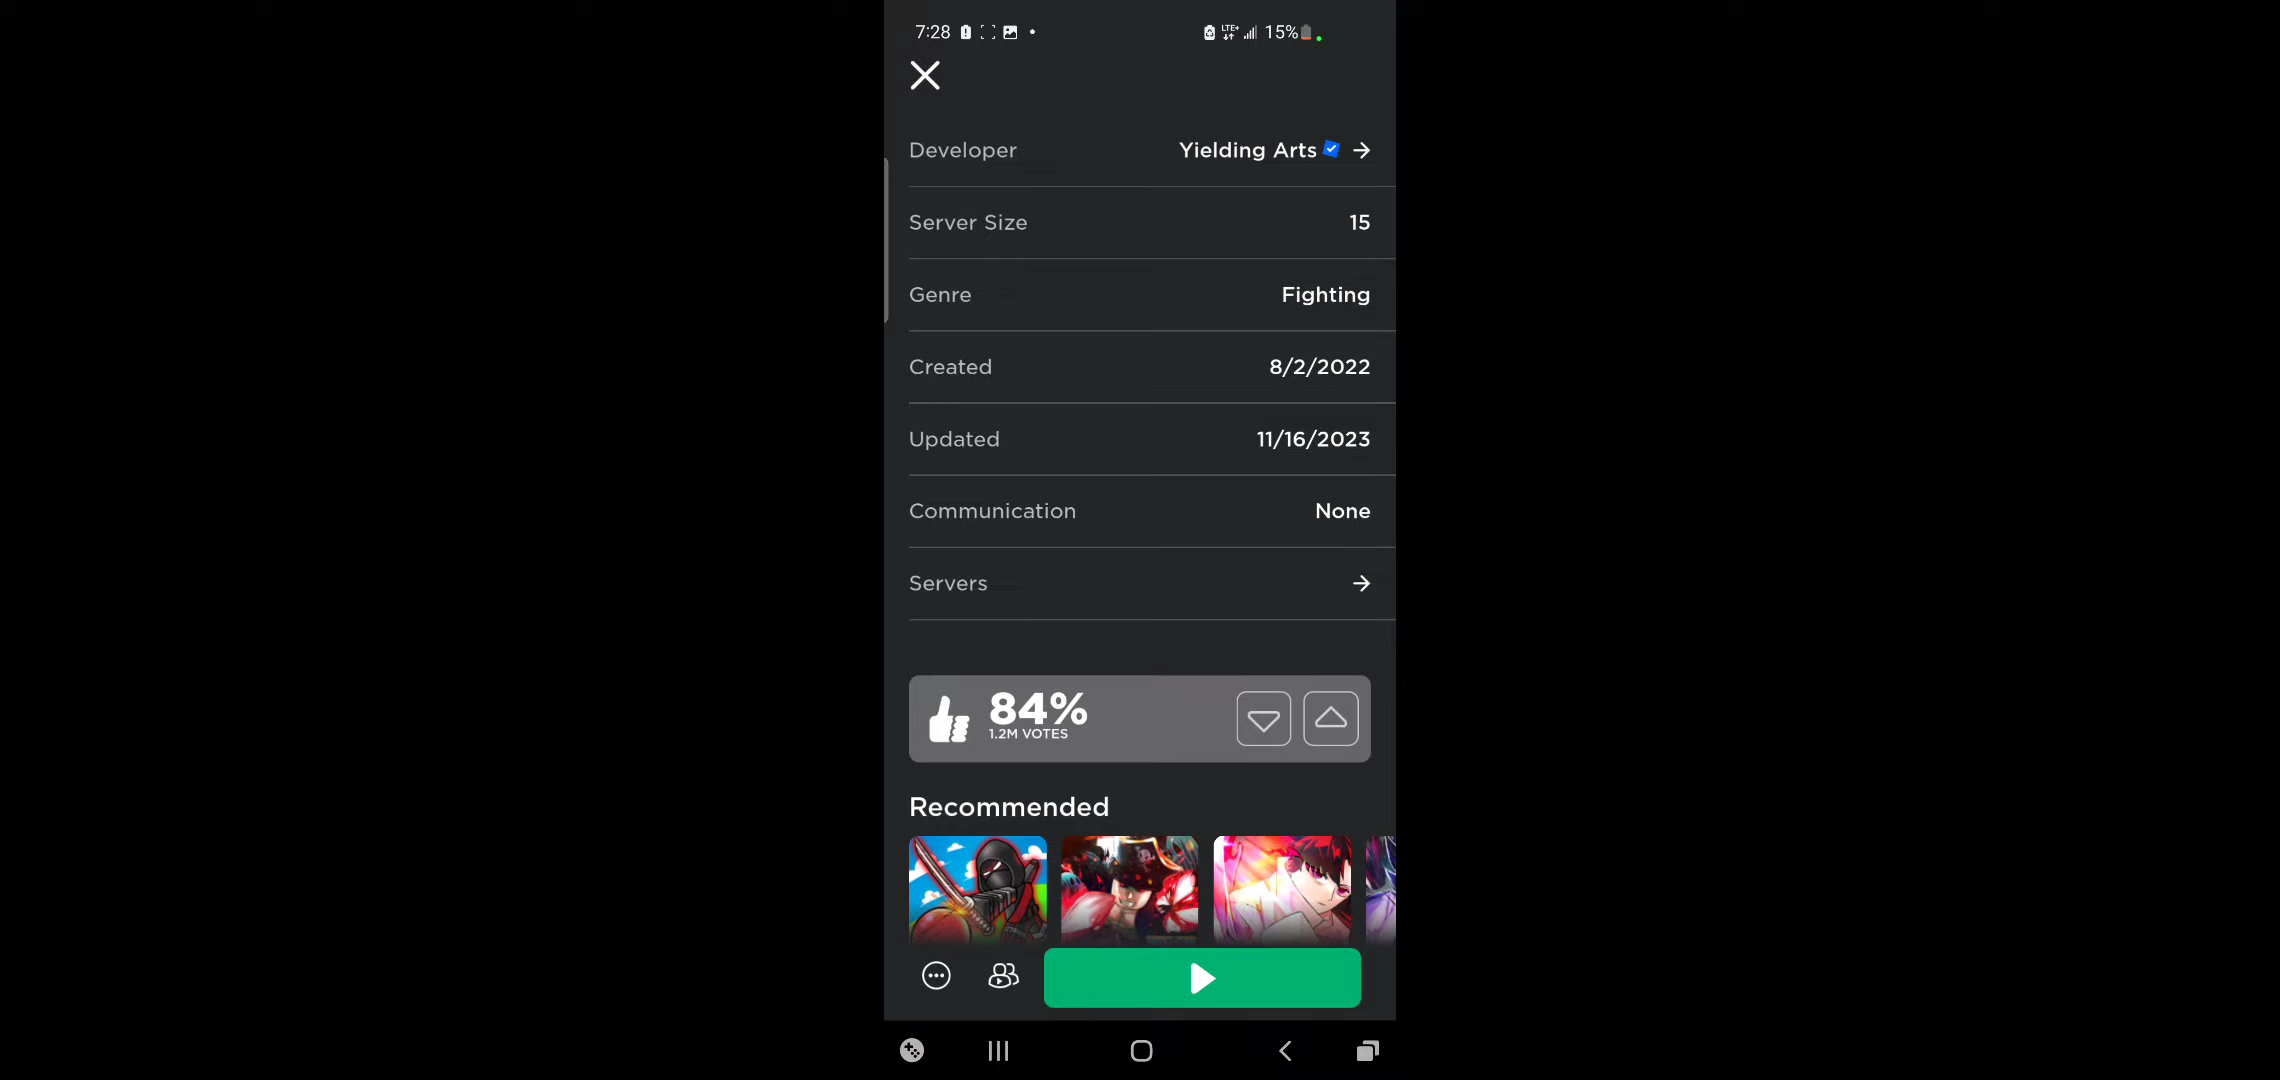 7:28 LTE+ 15%
Developer Yielding Arts
Server Size 15
Genre Fighting
Created 8/2/2022
Updated 11/16/2023
Communication None
Servers
84%
1.2M VOTES
Recommended